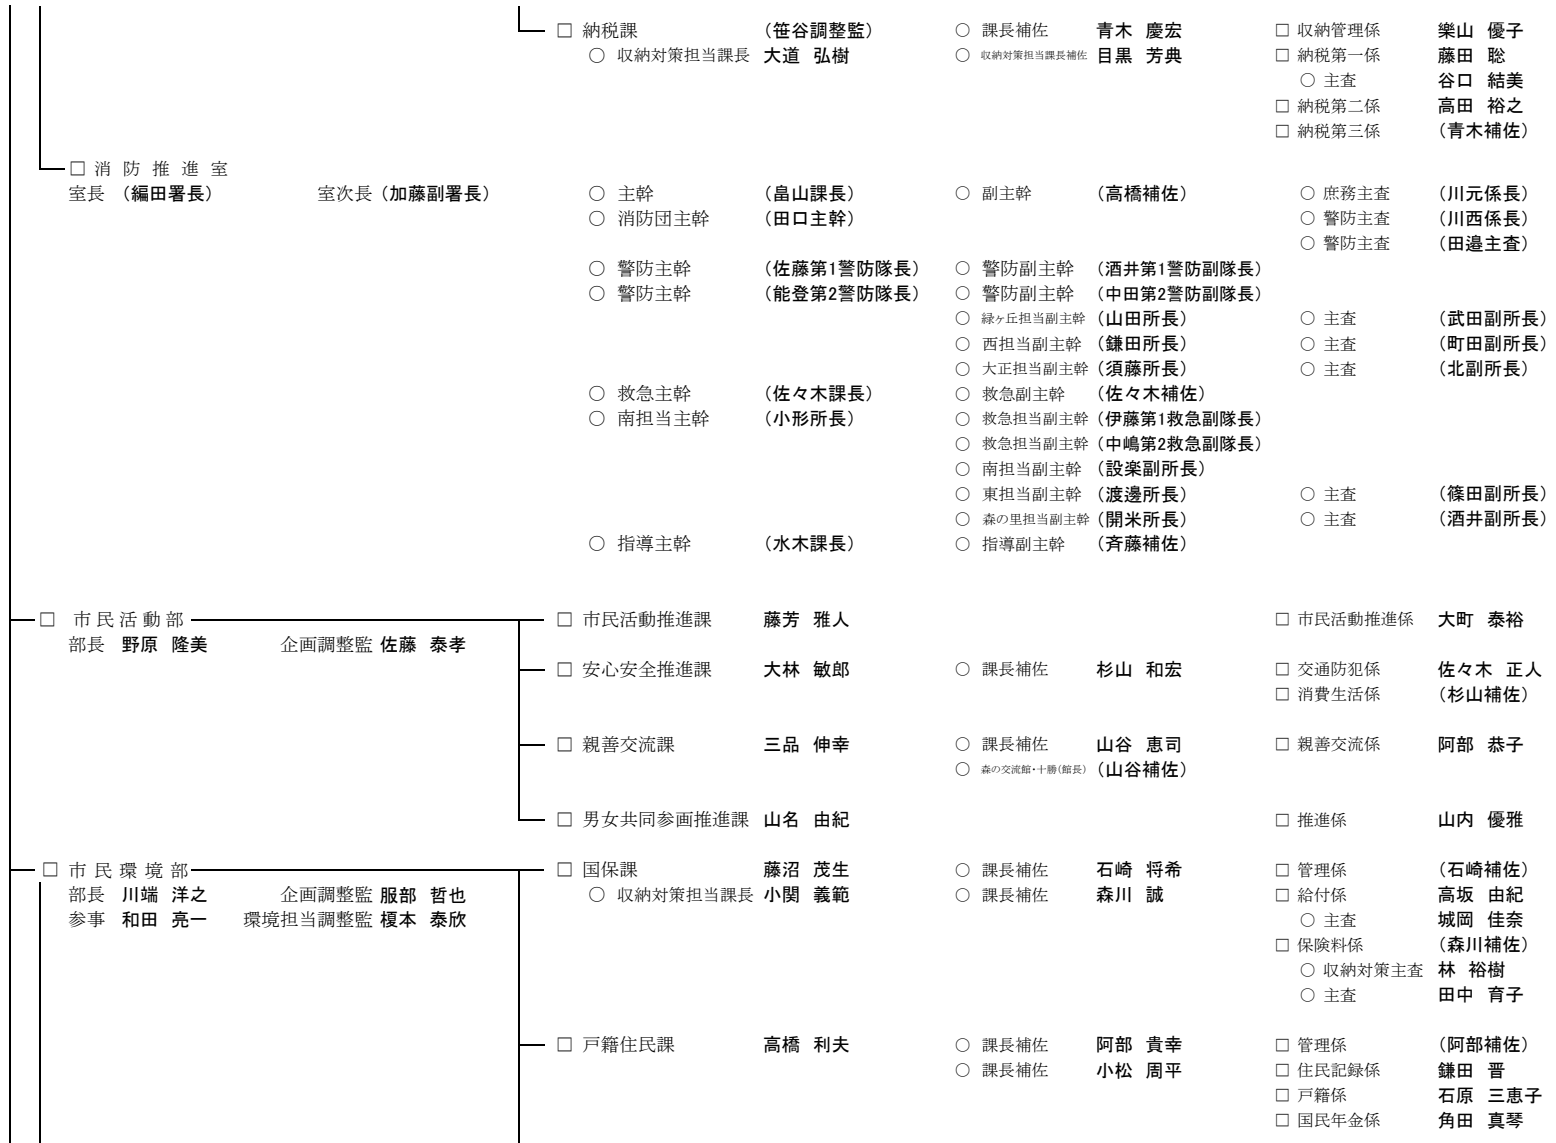 □ 納税課 （笹谷調整監） ○ 課長補佐 青木 慶宏 □ 収納管理係 樂山 優子
○ 収納対策担当課長 大道 弘樹 ○ 収納対策担当課長補佐 目黒 芳典 □ 納税第一係 藤田 聡
○ 主査 谷口 結美
□ 納税第二係 高田 裕之
□ 納税第三係 （青木補佐）
□ 消防推進室
室長 （編田署長） 室次長 （加藤副署長） ○ 主幹 （畠山課長） ○ 副主幹 （高橋補佐） ○ 庶務主査 （川元係長）
○ 消防団主幹 （田口主幹） ○ 警防主査 （川西係長）
○ 警防主査 （田邉主査）
○ 警防主幹 （佐藤第1警防隊長） ○ 警防副主幹 （酒井第1警防副隊長）
○ 警防主幹 （能登第2警防隊長） ○ 警防副主幹 （中田第2警防副隊長）
○ 緑ヶ丘担当副主幹 （山田所長） ○ 主査 （武田副所長）
○ 西担当副主幹 （鎌田所長） ○ 主査 （町田副所長）
○ 大正担当副主幹 （須藤所長） ○ 主査 （北副所長）
○ 救急主幹 （佐々木課長） ○ 救急副主幹 （佐々木補佐）
○ 南担当主幹 （小形所長） ○ 救急担当副主幹 （伊藤第1救急副隊長）
○ 救急担当副主幹 （中嶋第2救急副隊長）
○ 南担当副主幹 （設楽副所長）
○ 東担当副主幹 （渡邊所長） ○ 主査 （篠田副所長）
○ 森の里担当副主幹 （開米所長） ○ 主査 （酒井副所長）
○ 指導主幹 （水木課長） ○ 指導副主幹 （斉藤補佐）
□ 市民活動部 □ 市民活動推進課 藤芳 雅人 □ 市民活動推進係 大町 泰裕
部長 野原 隆美 企画調整監 佐藤 泰孝
□ 安心安全推進課 大林 敏郎 ○ 課長補佐 杉山 和宏 □ 交通防犯係 佐々木 正人
□ 消費生活係 （杉山補佐）
□ 親善交流課 三品 伸幸 ○ 課長補佐 山谷 恵司 □ 親善交流係 阿部 恭子
○ 森の交流館・十勝(館長) （山谷補佐）
□ 男女共同参画推進課 山名 由紀 □ 推進係 山内 優雅
□ 市民環境部 □ 国保課 藤沼 茂生 ○ 課長補佐 石崎 将希 □ 管理係 （石崎補佐）
部長 川端 洋之 企画調整監 服部 哲也 ○ 収納対策担当課長 小関 義範 ○ 課長補佐 森川 誠 □ 給付係 高坂 由紀
参事 和田 亮一 環境担当調整監 榎本 泰欣 ○ 主査 城岡 佳奈
□ 保険料係 （森川補佐）
○ 収納対策主査 林 裕樹
○ 主査 田中 育子
□ 戸籍住民課 高橋 利夫 ○ 課長補佐 阿部 貴幸 □ 管理係 （阿部補佐）
○ 課長補佐 小松 周平 □ 住民記録係 鎌田 晋
□ 戸籍係 石原 三恵子
□ 国民年金係 角田 真琴